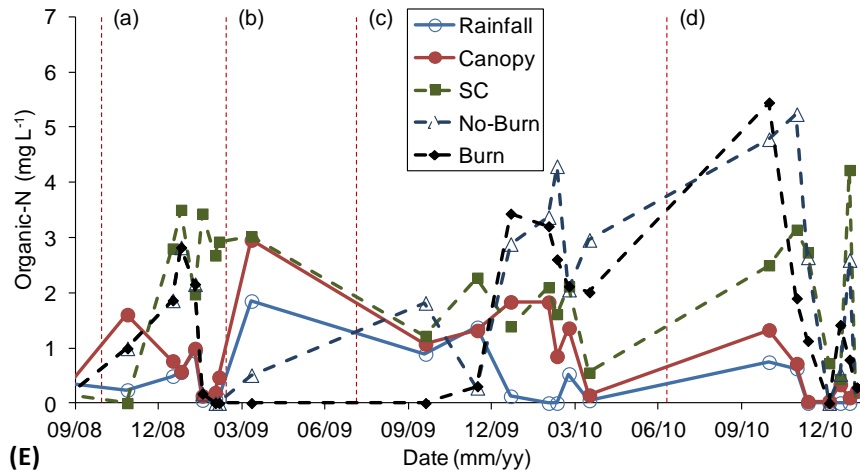 7
6
5
4
3
2
1
0
Organic-N (mg L⁻¹)
(a)
(b)
(c)
(d)
Rainfall
Canopy
SC
No-Burn
Burn
09/08 12/08 03/09 06/09 09/09 12/09 03/10 06/10 09/10 12/10
Date (mm/yy)
(E)